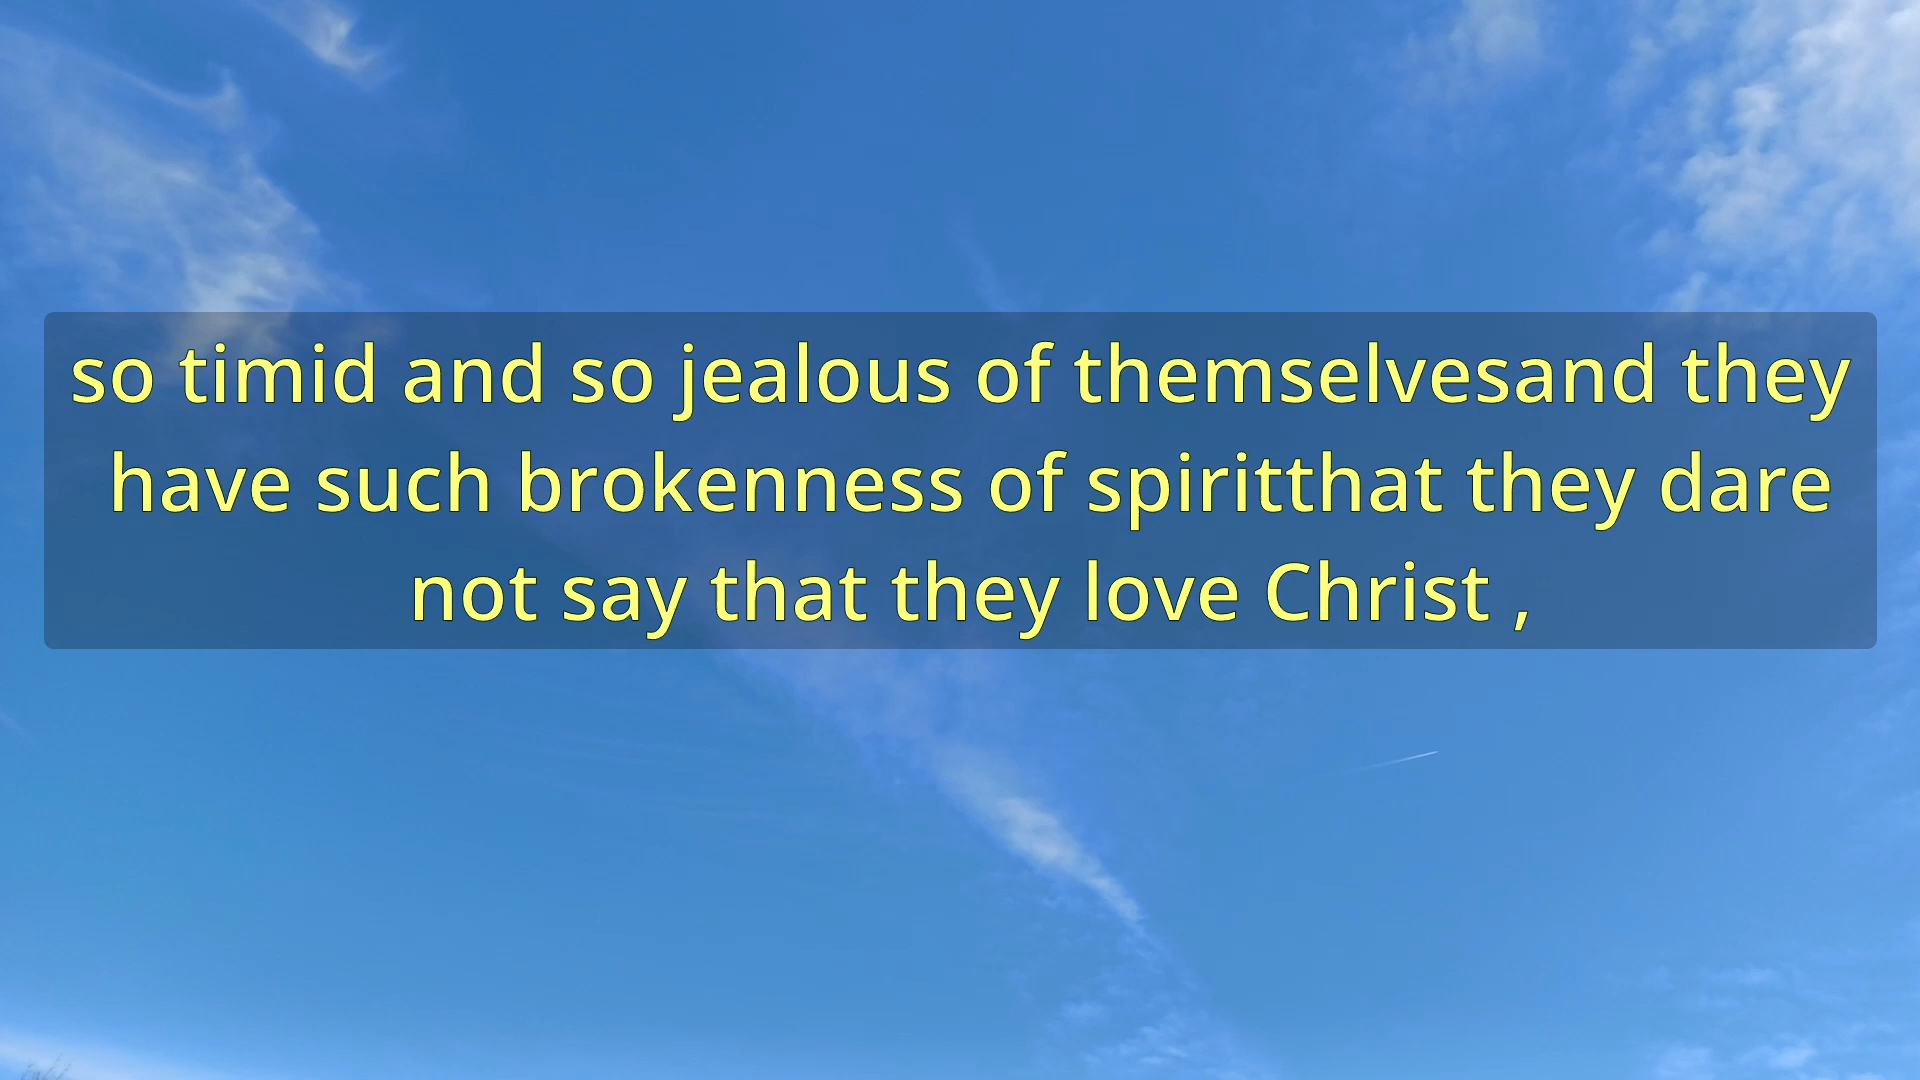 so timid and so jealous of themselvesand they
have such brokenness of spiritthat they dare
not say that they love Christ ,